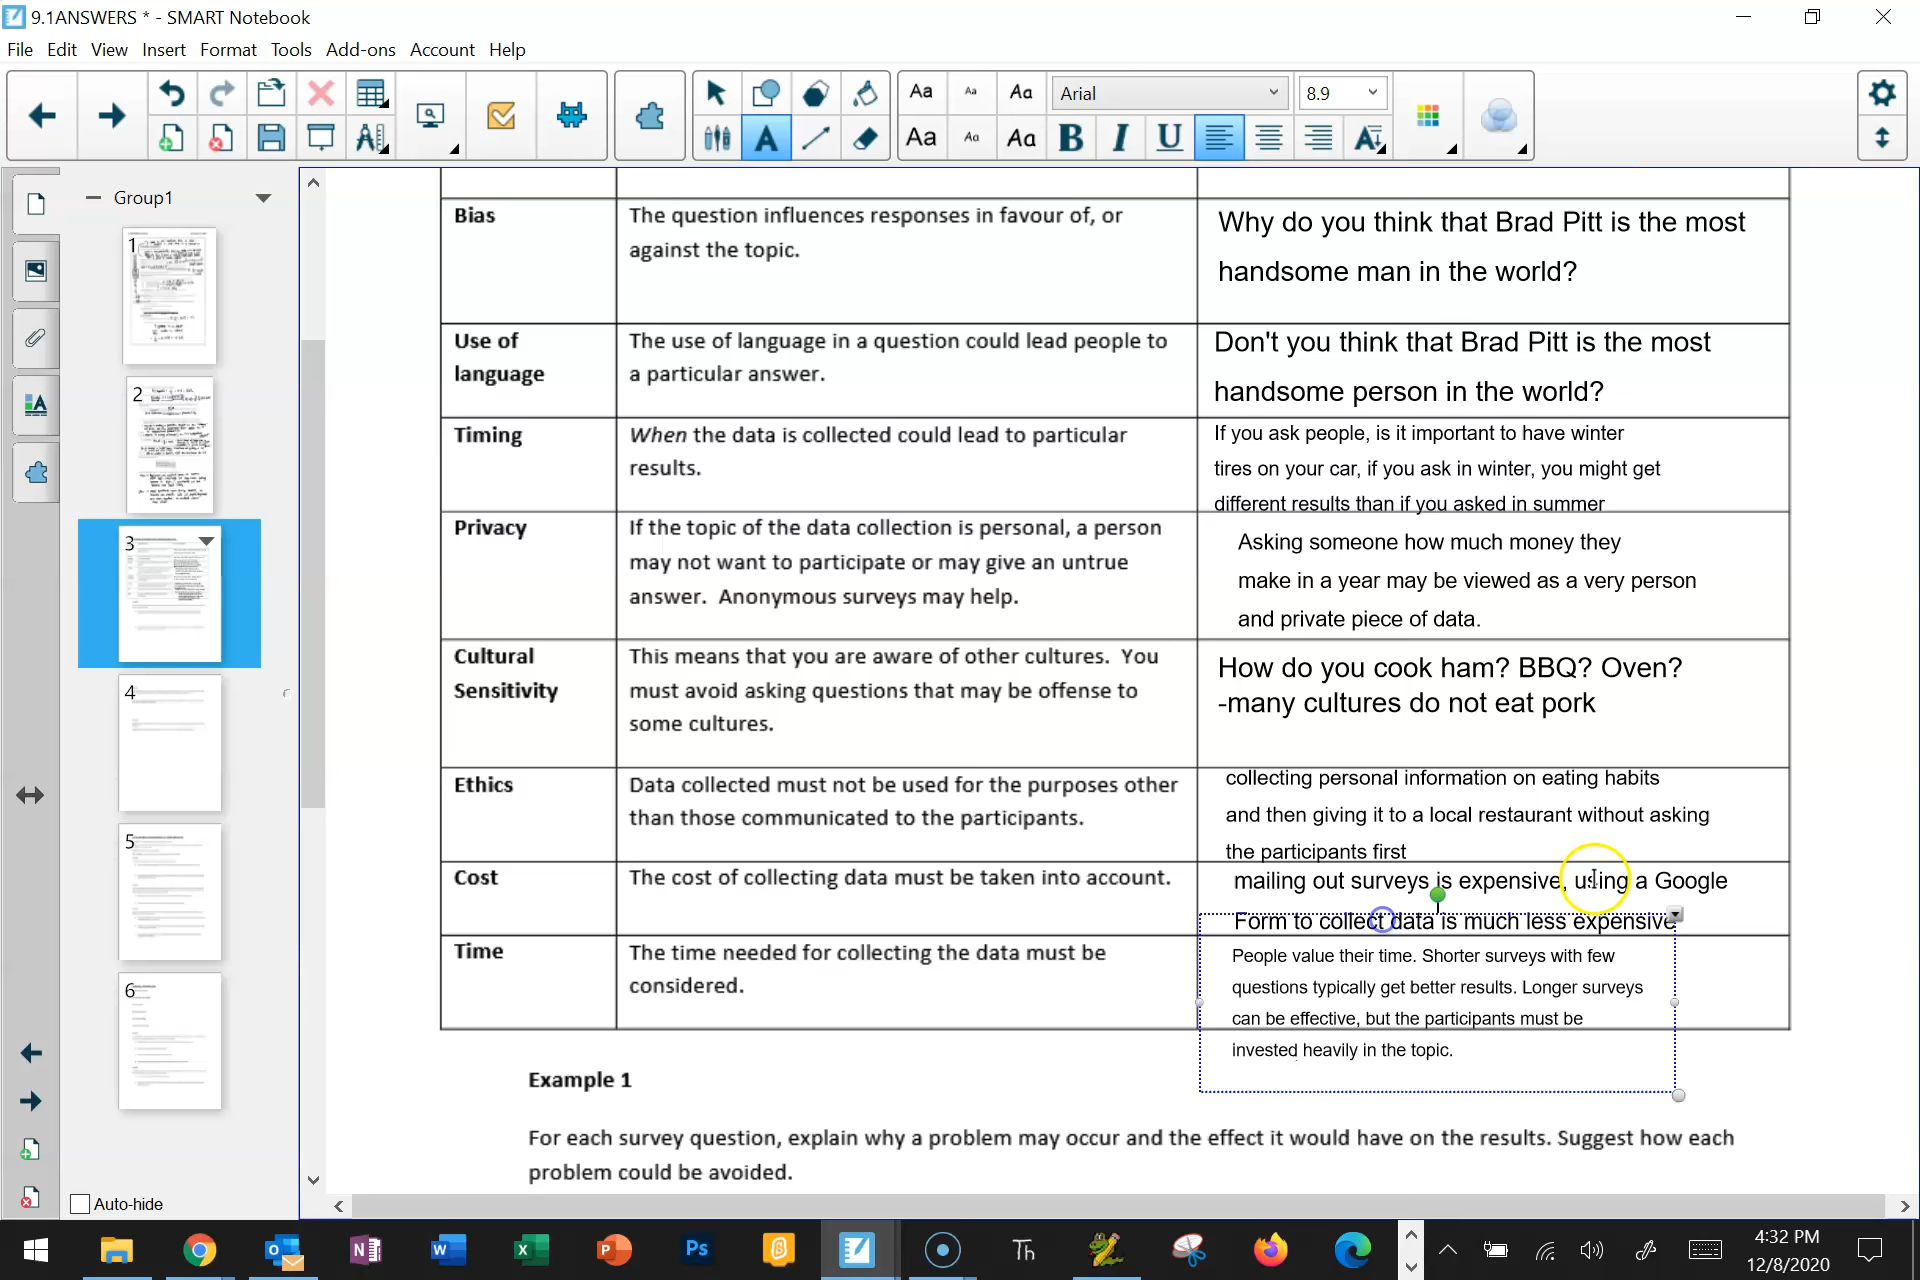 9.1ANSWERS * - SMART Notebook
File Edit View Insert Format Tools Add-ons Account Help
Aa Aa Aa Arial 8.9
Aa Aa Aa B I U
Group1
1
2
3
4
5
6
Auto-hide
Bias The question influences responses in favour of, or Why do you think that Brad Pitt is the most
against the topic. handsome man in the world?
Use of The use of language in a question could lead people to Don't you think that Brad Pitt is the most
language a particular answer. handsome person in the world?
Timing When the data is collected could lead to particular If you ask people, is it important to have winter
results. tires on your car, if you ask in winter, you might get
different results than if you asked in summer
Privacy If the topic of the data collection is personal, a person Asking someone how much money they
may not want to participate or may give an untrue make in a year may be viewed as a very person
answer. Anonymous surveys may help. and private piece of data.
Cultural This means that you are aware of other cultures. You How do you cook ham? BBQ? Oven?
Sensitivity must avoid asking questions that may be offense to -many cultures do not eat pork
some cultures.
Ethics Data collected must not be used for the purposes other collecting personal information on eating habits
than those communicated to the participants. and then giving it to a local restaurant without asking
the participants first
Cost The cost of collecting data must be taken into account. mailing out surveys is expensive, using a Google
Form to collect data is much less expensive
Time The time needed for collecting the data must be People value their time. Shorter surveys with few
considered. questions typically get better results. Longer surveys
can be effective, but the participants must be
invested heavily in the topic.
Example 1
For each survey question, explain why a problem may occur and the effect it would have on the results. Suggest how each
problem could be avoided.
Th
4:32 PM
12/8/2020